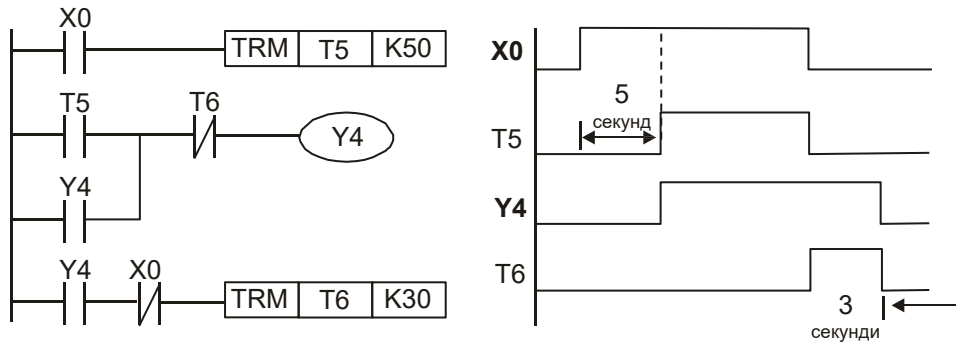 X0
TRM T5 K50
T5 T6
Y4
Y4
Y4 X0
TRM T6 K30
X0
5
секунд
T5
Y4
T6
3
секунди